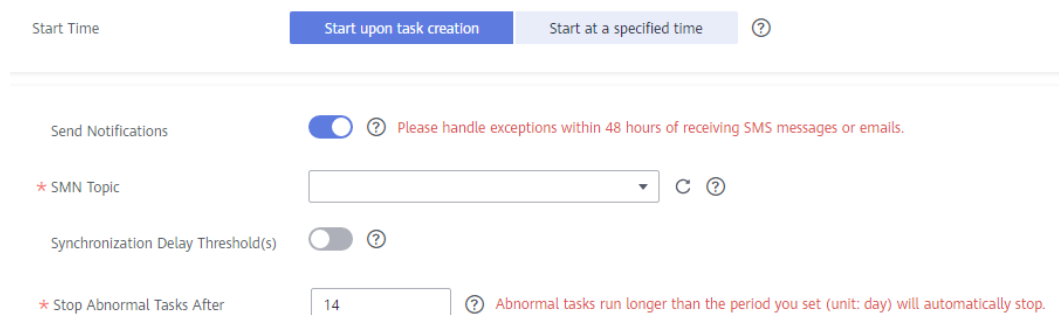 Start Time Start upon task creation Start at a specified time ?
Send Notifications ? Please handle exceptions within 48 hours of receiving SMS messages or emails.
* SMN Topic ?
Synchronization Delay Threshold(s) ?
* Stop Abnormal Tasks After 14 ? Abnormal tasks run longer than the period you set (unit: day) will automatically stop.